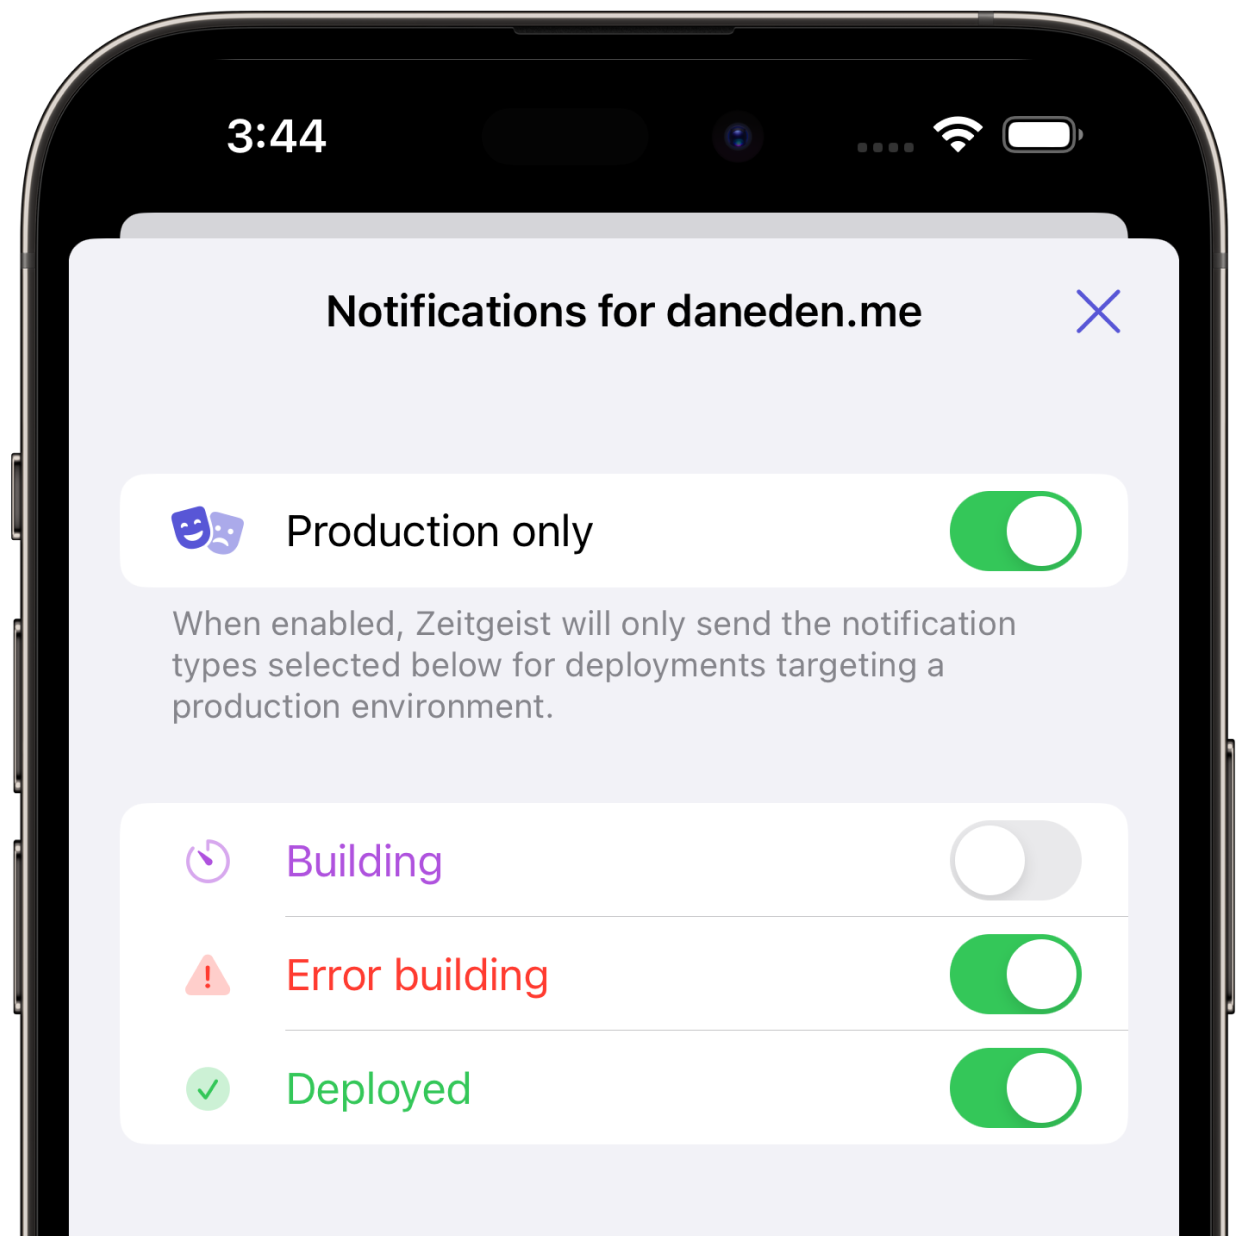 3:44
Notifications for daneden.me
Production only
When enabled, Zeitgeist will only send the notification
types selected below for deployments targeting a
production environment.
Building
Error building
Deployed